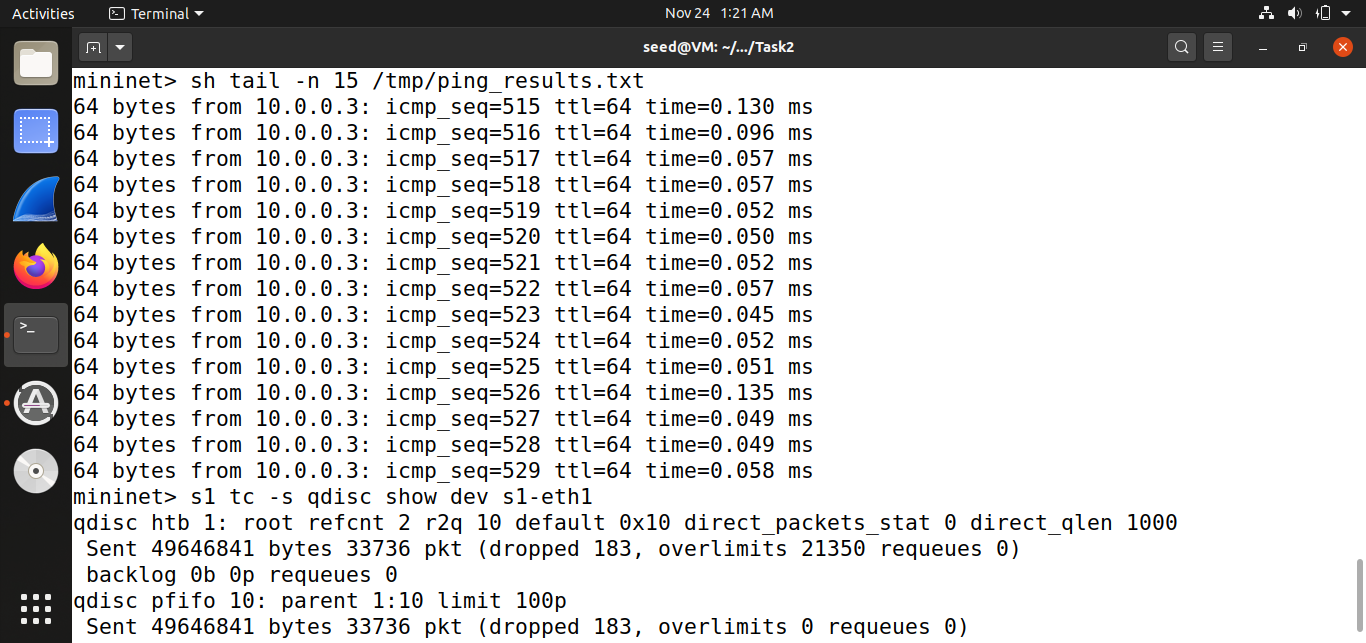 Activities
Terminal
Nov 24 1:21 AM
seed@VM: ~/.../Task2
mininet> sh tail -n 15 /tmp/ping_results.txt
64 bytes from 10.0.0.3: icmp_seq=515 ttl=64 time=0.130 ms
64 bytes from 10.0.0.3: icmp_seq=516 ttl=64 time=0.096 ms
64 bytes from 10.0.0.3: icmp_seq=517 ttl=64 time=0.057 ms
64 bytes from 10.0.0.3: icmp_seq=518 ttl=64 time=0.057 ms
64 bytes from 10.0.0.3: icmp_seq=519 ttl=64 time=0.052 ms
64 bytes from 10.0.0.3: icmp_seq=520 ttl=64 time=0.050 ms
64 bytes from 10.0.0.3: icmp_seq=521 ttl=64 time=0.052 ms
64 bytes from 10.0.0.3: icmp_seq=522 ttl=64 time=0.057 ms
64 bytes from 10.0.0.3: icmp_seq=523 ttl=64 time=0.045 ms
64 bytes from 10.0.0.3: icmp_seq=524 ttl=64 time=0.052 ms
64 bytes from 10.0.0.3: icmp_seq=525 ttl=64 time=0.051 ms
64 bytes from 10.0.0.3: icmp_seq=526 ttl=64 time=0.135 ms
64 bytes from 10.0.0.3: icmp_seq=527 ttl=64 time=0.049 ms
64 bytes from 10.0.0.3: icmp_seq=528 ttl=64 time=0.049 ms
64 bytes from 10.0.0.3: icmp_seq=529 ttl=64 time=0.058 ms
mininet> s1 tc -s qdisc show dev s1-eth1
qdisc htb 1: root refcnt 2 r2q 10 default 0x10 direct_packets_stat 0 direct_qlen 1000
 Sent 49646841 bytes 33736 pkt (dropped 183, overlimits 21350 requeues 0)
 backlog 0b 0p requeues 0
qdisc pfifo 10: parent 1:10 limit 100p
 Sent 49646841 bytes 33736 pkt (dropped 183, overlimits 0 requeues 0)